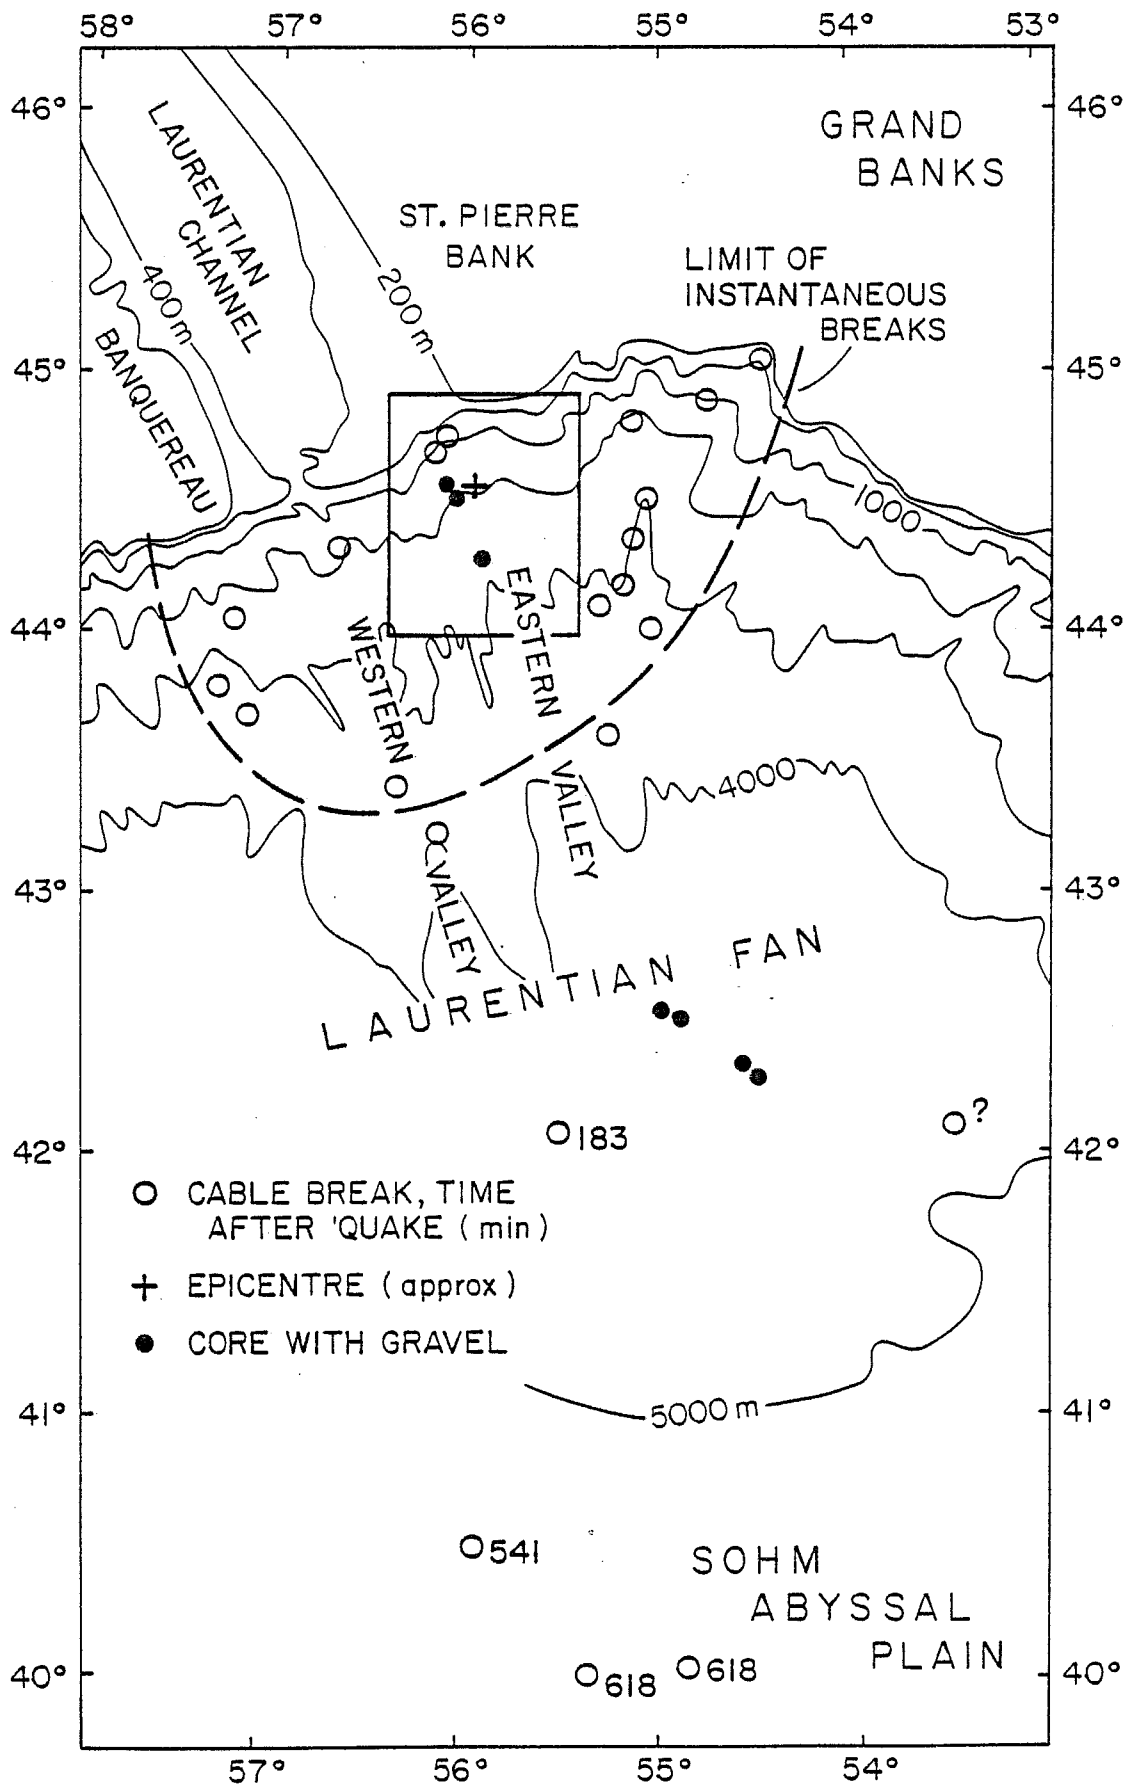 58° 57° 56° 55° 54° 53°
46° 46°
GRAND
BANKS
LAURENTIAN
CHANNEL
ST. PIERRE
BANK
LIMIT OF
INSTANTANEOUS
BREAKS
400m
200m
BANQUEREAU
45° 45°
1000
EASTERN
VALLEY
44° 44°
WESTERN
VALLEY
4000
43° 43°
LAURENTIAN FAN
?
183
42° 42°
CABLE BREAK, TIME
AFTER 'QUAKE (min)
EPICENTRE (approx)
CORE WITH GRAVEL
5000m
41° 41°
541
SOHM
ABYSSAL
PLAIN
40° 40°
618 618
57° 56° 55° 54°